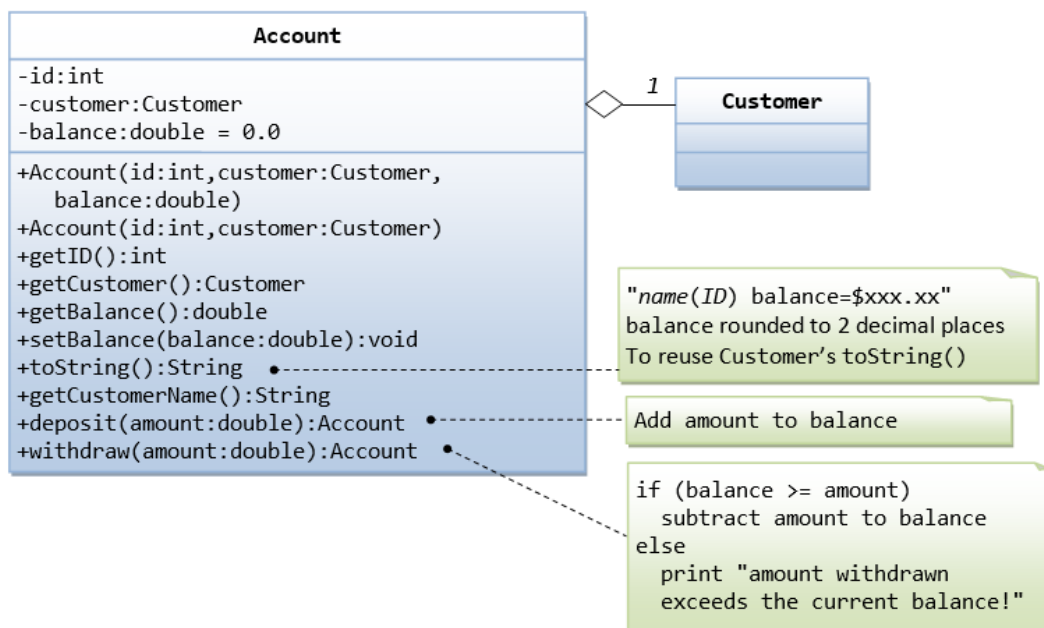 Account
-id:int
-customer:Customer
-balance:double = 0.0
+Account(id:int,customer:Customer,
balance:double)
+Account(id:int,customer:Customer)
+getID():int
+getCustomer():Customer
+getBalance():double
+setBalance(balance:double):void
+toString():String
+getCustomerName():String
+deposit(amount:double):Account
+withdraw(amount:double):Account
1
Customer
"name(ID) balance=$xxx.xx"
balance rounded to 2 decimal places
To reuse Customer’s toString()
Add amount to balance
if (balance >= amount)
subtract amount to balance
else
print "amount withdrawn
exceeds the current balance!"